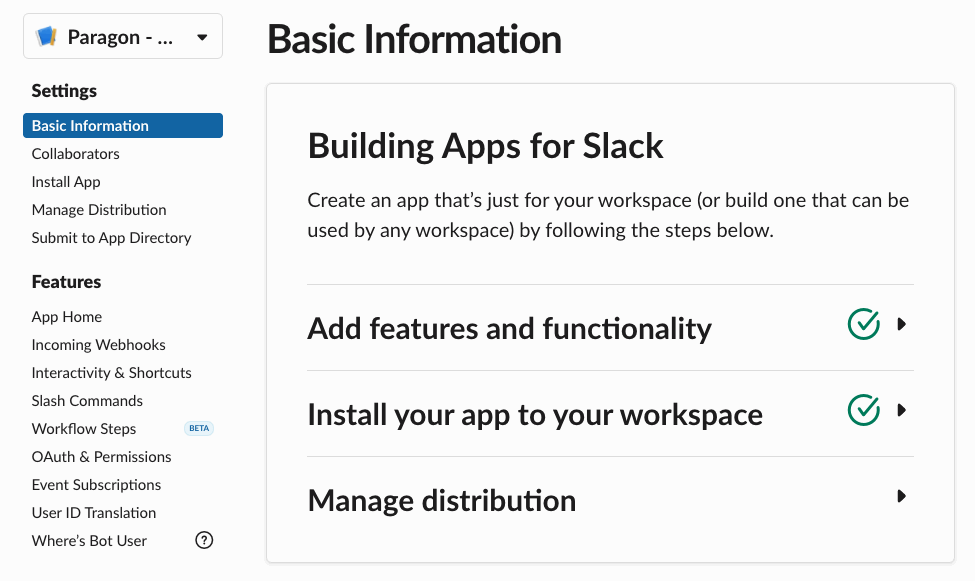 Paragon - ...
Settings
Basic Information
Collaborators
Install App
Manage Distribution
Submit to App Directory
Features
App Home
Incoming Webhooks
Interactivity & Shortcuts
Slash Commands
Workflow Steps BETA
OAuth & Permissions
Event Subscriptions
User ID Translation
Where's Bot User ?
Basic Information
Building Apps for Slack
Create an app that's just for your workspace (or build one that can be
used by any workspace) by following the steps below.
Add features and functionality
Install your app to your workspace
Manage distribution